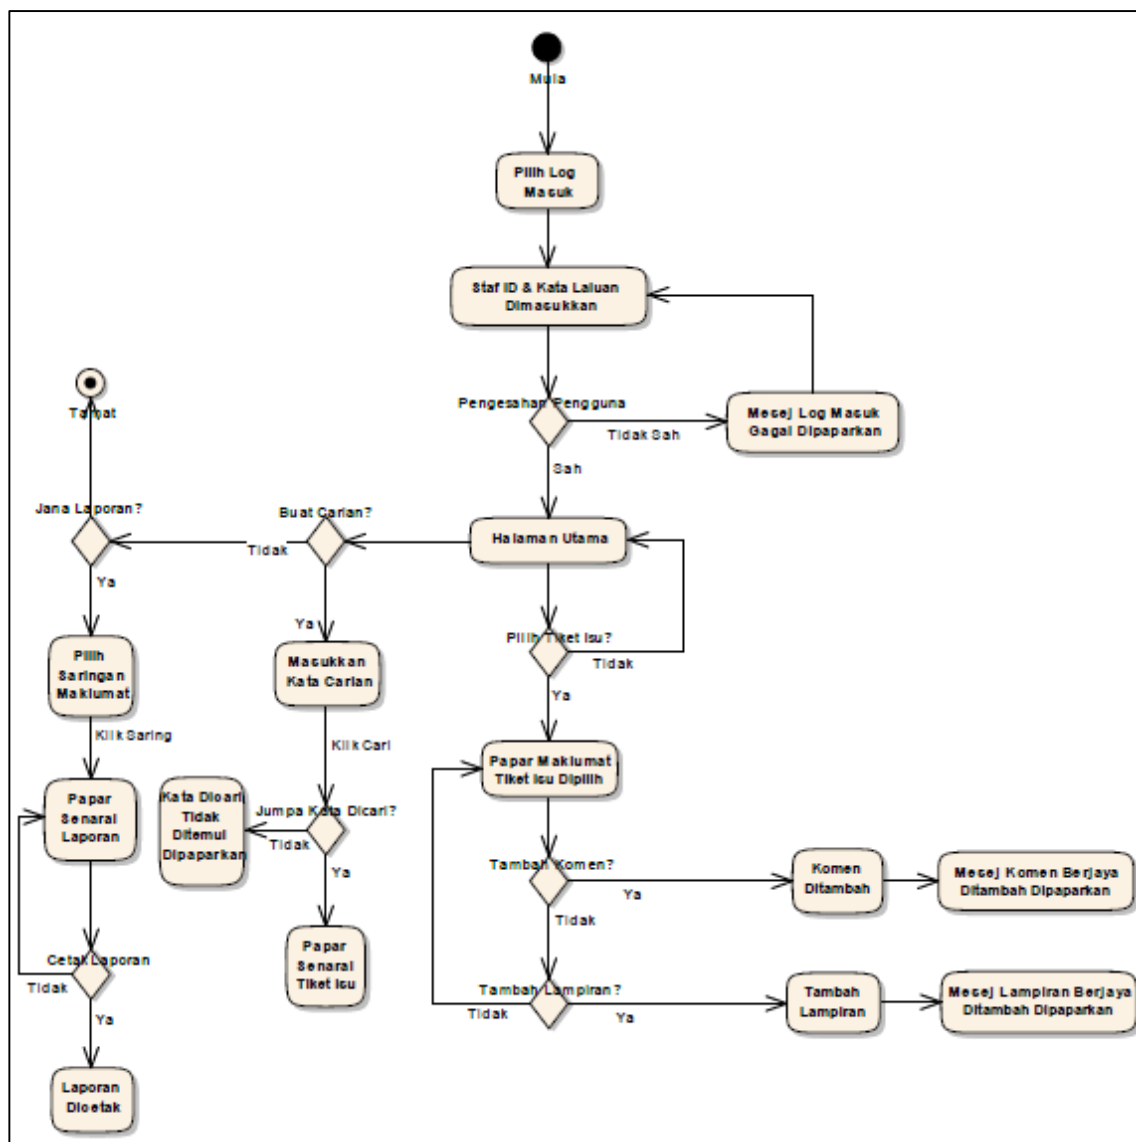 Mula
Pilih Log
Masuk
Staf ID & Kata Laluan
Dimasukkan
Pengesahan Pengguna
Tidak Sah
Mesej Log Masuk
Gagal Dipaparkan
Sah
Tamat
Jana Laporan?
Buat Carian?
Halaman Utama
Tidak
Ya
Ya
Pilih Tiket Isu?
Tidak
Ya
Pilih
Saringan
Maklumat
Masukkan
Kata Carian
Klik Saring
Klik Cari
Papar Maklumat
Tiket Isu Dipilih
Papar
Senarai
Laporan
Kata Dicari
Tidak
Ditemui
Dipaparkan
Jumpa Kata Dicari?
Tidak
Ya
Tambah Komen?
Ya
Tidak
Komen
Ditambah
Mesej Komen Berjaya
Ditambah Dipaparkan
Papar
Senarai
Tiket Isu
Cetak Laporan
Tidak
Ya
Tambah Lampiran?
Tidak
Ya
Tambah
Lampiran
Mesej Lampiran Berjaya
Ditambah Dipaparkan
Laporan
Dicetak